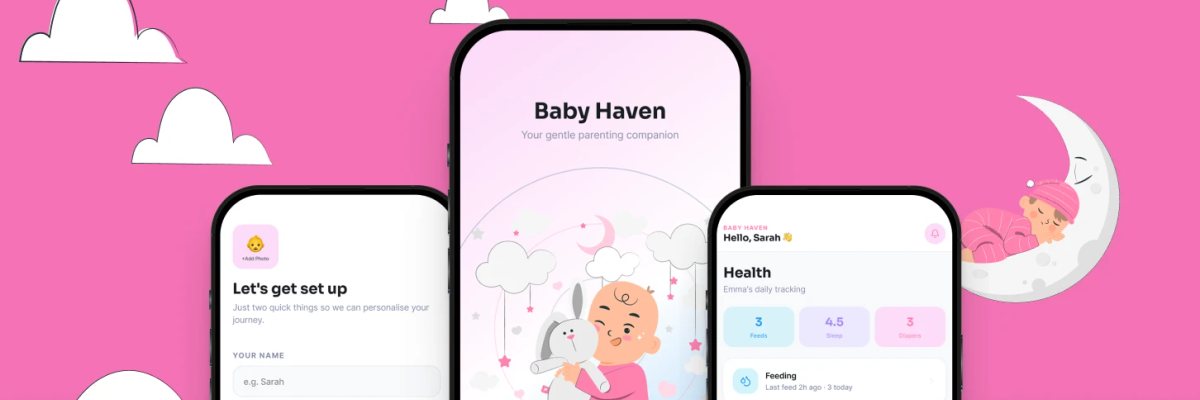 Baby Haven
Your gentle parenting companion
+Add Photo
Let's get set up
Just two quick things so we can personalise your
journey.
YOUR NAME
e.g. Sarah
BABY HAVEN
Hello, Sarah 👋
Health
Emma's daily tracking
3
Feeds
4.5
Sleep
3
Diapers
Feeding
Last feed 2h ago · 3 today